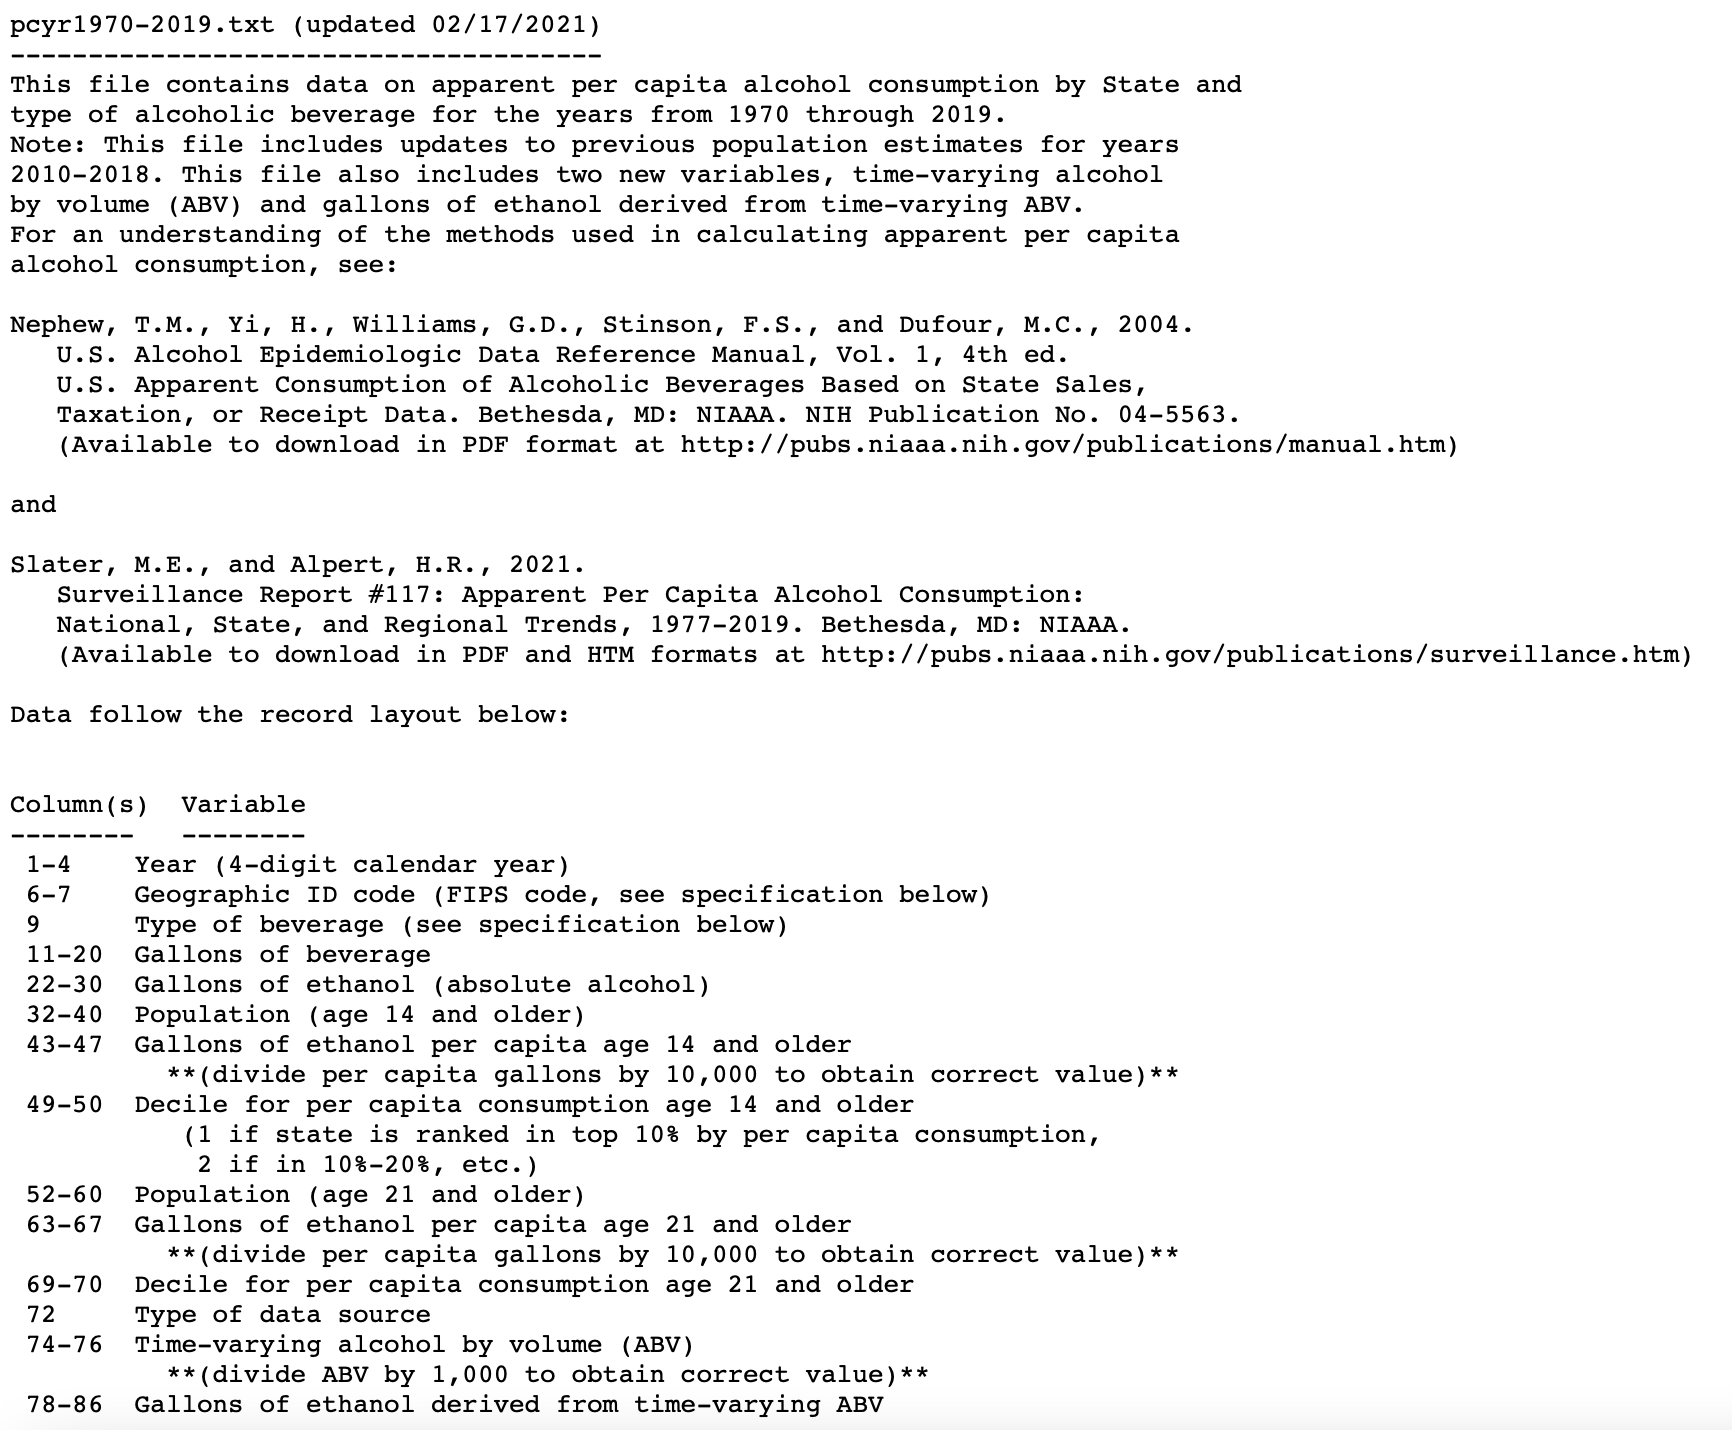 pcyr1970-2019.txt (updated 02/17/2021)
--------------------------------------
This file contains data on apparent per capita alcohol consumption by State and
type of alcoholic beverage for the years from 1970 through 2019.
Note: This file includes updates to previous population estimates for years
2010-2018. This file also includes two new variables, time-varying alcohol
by volume (ABV) and gallons of ethanol derived from time-varying ABV.
For an understanding of the methods used in calculating apparent per capita
alcohol consumption, see:

Nephew, T.M., Yi, H., Williams, G.D., Stinson, F.S., and Dufour, M.C., 2004.
   U.S. Alcohol Epidemiologic Data Reference Manual, Vol. 1, 4th ed.
   U.S. Apparent Consumption of Alcoholic Beverages Based on State Sales,
   Taxation, or Receipt Data. Bethesda, MD: NIAAA. NIH Publication No. 04-5563.
   (Available to download in PDF format at http://pubs.niaaa.nih.gov/publications/manual.htm)

and

Slater, M.E., and Alpert, H.R., 2021.
   Surveillance Report #117: Apparent Per Capita Alcohol Consumption:
   National, State, and Regional Trends, 1977-2019. Bethesda, MD: NIAAA.
   (Available to download in PDF and HTM formats at http://pubs.niaaa.nih.gov/publications/surveillance.htm)

Data follow the record layout below:


Column(s)  Variable
--------   --------
 1-4    Year (4-digit calendar year)
 6-7    Geographic ID code (FIPS code, see specification below)
 9      Type of beverage (see specification below)
 11-20  Gallons of beverage
 22-30  Gallons of ethanol (absolute alcohol)
 32-40  Population (age 14 and older)
 43-47  Gallons of ethanol per capita age 14 and older
          **(divide per capita gallons by 10,000 to obtain correct value)**
 49-50  Decile for per capita consumption age 14 and older
           (1 if state is ranked in top 10% by per capita consumption,
            2 if in 10%-20%, etc.)
 52-60  Population (age 21 and older)
 63-67  Gallons of ethanol per capita age 21 and older
          **(divide per capita gallons by 10,000 to obtain correct value)**
 69-70  Decile for per capita consumption age 21 and older
 72     Type of data source
 74-76  Time-varying alcohol by volume (ABV)
          **(divide ABV by 1,000 to obtain correct value)**
 78-86  Gallons of ethanol derived from time-varying ABV